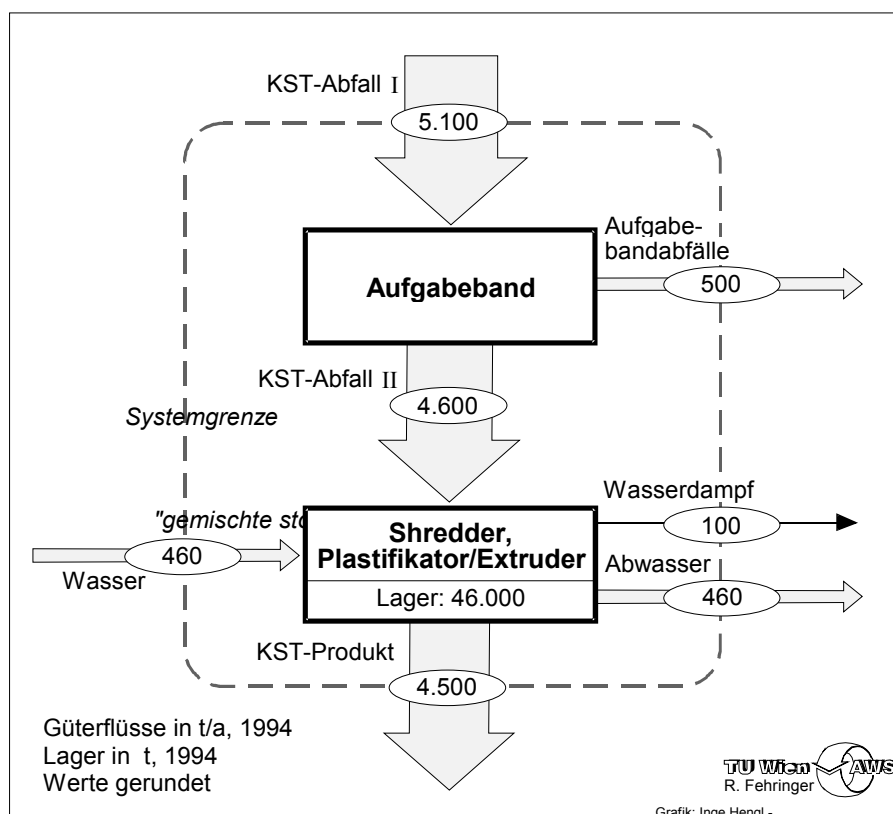 KST-Abfall I
5.100
Aufgabe-
bandabfälle
Aufgabeband
500
KST-Abfall II
4.600
Systemgrenze
"gemischte sto
Wasserdampf
Shredder,
Plastifikator/Extruder
100
460
Wasser
Abwasser
Lager: 46.000
460
KST-Produkt
4.500
Güterflüsse in t/a, 1994
Lager in t, 1994
Werte gerundet
TU Wien AWS
R. Fehringer
Grafik: Inge Hengl -